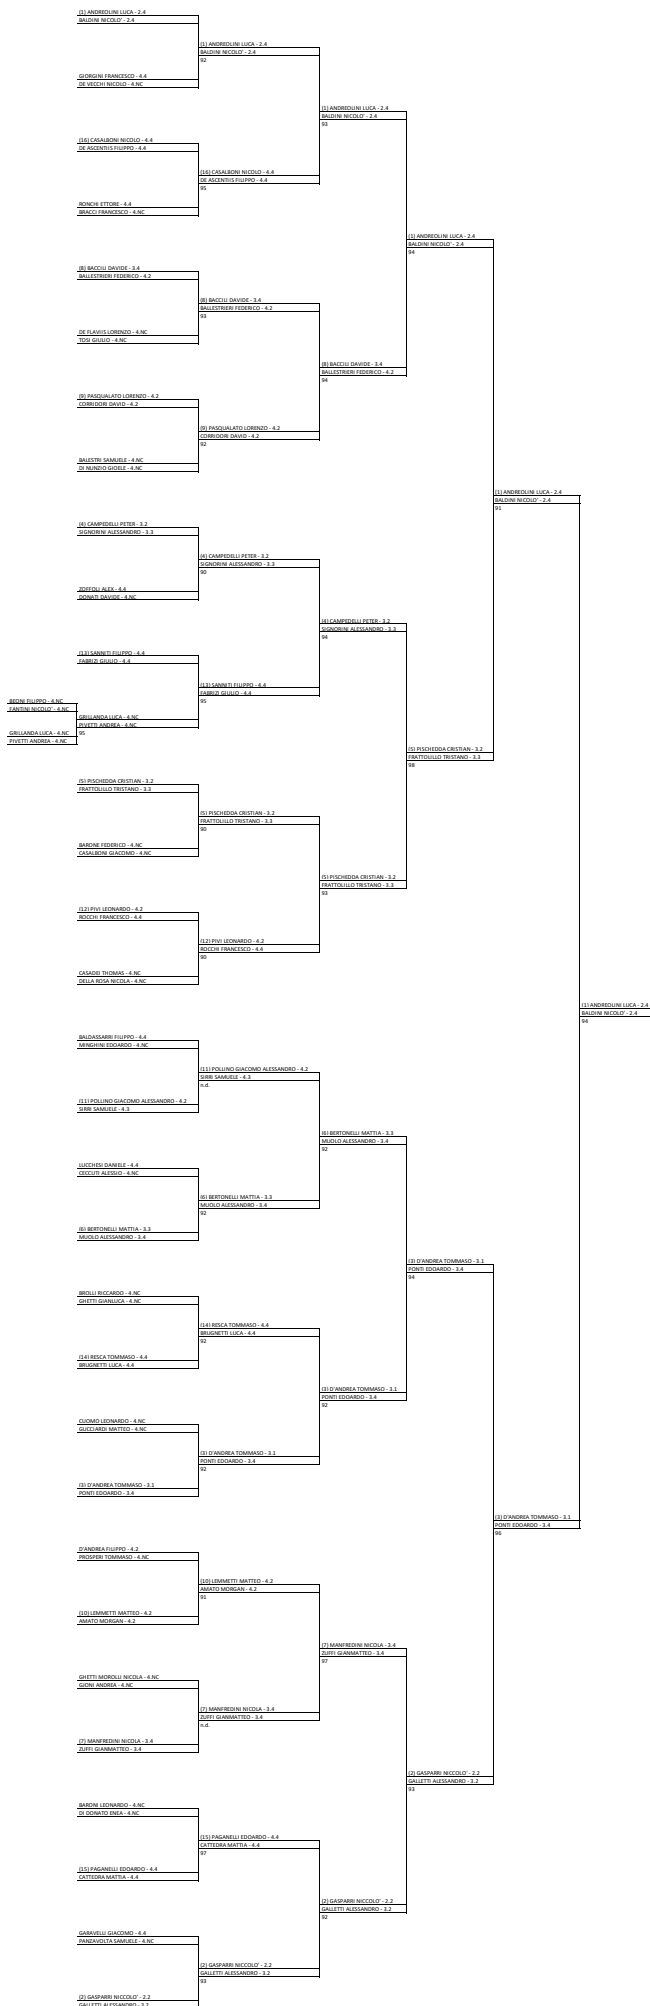 (1) ANDREOLINI LUCA - 2.4
BALDINI NICOLO' - 2.4
(1) ANDREOLINI LUCA - 2.4
BALDINI NICOLO' - 2.4
92
GIORGINI FRANCESCO - 4.4
DE VECCHI NICOLO - 4.NC
(1) ANDREOLINI LUCA - 2.4
BALDINI NICOLO' - 2.4
93
(16) CASALBONI NICOLO - 4.4
DE ASCENTIIS FILIPPO - 4.4
(16) CASALBONI NICOLO - 4.4
DE ASCENTIIS FILIPPO - 4.4
95
RONCHI ETTORE - 4.4
BRACCI FRANCESCO - 4.NC
(1) ANDREOLINI LUCA - 2.4
BALDINI NICOLO' - 2.4
94
(8) BACCILI DAVIDE - 3.4
BALLESTRIERI FEDERICO - 4.2
(8) BACCILI DAVIDE - 3.4
BALLESTRIERI FEDERICO - 4.2
93
DE FLAVIIS LORENZO - 4.NC
TOSI GIULIO - 4.NC
(8) BACCILI DAVIDE - 3.4
BALLESTRIERI FEDERICO - 4.2
94
(9) PASQUALATO LORENZO - 4.2
CORRIDORI DAVID - 4.2
(9) PASQUALATO LORENZO - 4.2
CORRIDORI DAVID - 4.2
92
BALESTRI SAMUELE - 4.NC
DI NUNZIO GIOELE - 4.NC
(1) ANDREOLINI LUCA - 2.4
BALDINI NICOLO' - 2.4
91
(4) CAMPEDELLI PETER - 3.2
SIGNORINI ALESSANDRO - 3.3
(4) CAMPEDELLI PETER - 3.2
SIGNORINI ALESSANDRO - 3.3
90
ZOFFOLI ALEX - 4.4
DONATI DAVIDE - 4.NC
(4) CAMPEDELLI PETER - 3.2
SIGNORINI ALESSANDRO - 3.3
94
(13) SANNITI FILIPPO - 4.4
FABRIZI GIULIO - 4.4
(13) SANNITI FILIPPO - 4.4
FABRIZI GIULIO - 4.4
95
BEONI FILIPPO - 4.NC
FANTINI NICOLO' - 4.NC
GRILLANDA LUCA - 4.NC
PIVETTI ANDREA - 4.NC
95
GRILLANDA LUCA - 4.NC
PIVETTI ANDREA - 4.NC
(5) PISCHEDDA CRISTIAN - 3.2
FRATTOLILLO TRISTANO - 3.3
98
(5) PISCHEDDA CRISTIAN - 3.2
FRATTOLILLO TRISTANO - 3.3
(5) PISCHEDDA CRISTIAN - 3.2
FRATTOLILLO TRISTANO - 3.3
90
BARONE FEDERICO - 4.NC
CASALBONI GIACOMO - 4.NC
(5) PISCHEDDA CRISTIAN - 3.2
FRATTOLILLO TRISTANO - 3.3
93
(12) PIVI LEONARDO - 4.2
ROCCHI FRANCESCO - 4.4
(12) PIVI LEONARDO - 4.2
ROCCHI FRANCESCO - 4.4
90
CASADEI THOMAS - 4.NC
DELLA ROSA NICOLA - 4.NC
(1) ANDREOLINI LUCA - 2.4
BALDINI NICOLO' - 2.4
94
BALDASSARRI FILIPPO - 4.4
MINGHINI EDOARDO - 4.NC
(11) POLLINO GIACOMO ALESSANDRO - 4.2
SIRRI SAMUELE - 4.3
n.d.
(11) POLLINO GIACOMO ALESSANDRO - 4.2
SIRRI SAMUELE - 4.3
(6) BERTONELLI MATTIA - 3.3
MUOLO ALESSANDRO - 3.4
92
LUCCHESI DANIELE - 4.4
CECCUTI ALESSIO - 4.NC
(6) BERTONELLI MATTIA - 3.3
MUOLO ALESSANDRO - 3.4
92
(6) BERTONELLI MATTIA - 3.3
MUOLO ALESSANDRO - 3.4
(3) D'ANDREA TOMMASO - 3.1
PONTI EDOARDO - 3.4
94
BROLLI RICCARDO - 4.NC
GHETTI GIANLUCA - 4.NC
(14) RESCA TOMMASO - 4.4
BRUGNETTI LUCA - 4.4
92
(14) RESCA TOMMASO - 4.4
BRUGNETTI LUCA - 4.4
(3) D'ANDREA TOMMASO - 3.1
PONTI EDOARDO - 3.4
92
CUOMO LEONARDO - 4.NC
GUCCIARDI MATTEO - 4.NC
(3) D'ANDREA TOMMASO - 3.1
PONTI EDOARDO - 3.4
92
(3) D'ANDREA TOMMASO - 3.1
PONTI EDOARDO - 3.4
(3) D'ANDREA TOMMASO - 3.1
PONTI EDOARDO - 3.4
96
D'ANDREA FILIPPO - 4.2
PROSPERI TOMMASO - 4.NC
(10) LEMMETTI MATTEO - 4.2
AMATO MORGAN - 4.2
91
(10) LEMMETTI MATTEO - 4.2
AMATO MORGAN - 4.2
(7) MANFREDINI NICOLA - 3.4
ZUFFI GIANMATTEO - 3.4
97
GHETTI MOROLLI NICOLA - 4.NC
GIONI ANDREA - 4.NC
(7) MANFREDINI NICOLA - 3.4
ZUFFI GIANMATTEO - 3.4
n.d.
(7) MANFREDINI NICOLA - 3.4
ZUFFI GIANMATTEO - 3.4
(2) GASPARRI NICCOLO' - 2.2
GALLETTI ALESSANDRO - 3.2
93
BARONI LEONARDO - 4.NC
DI DONATO ENEA - 4.NC
(15) PAGANELLI EDOARDO - 4.4
CATTEDRA MATTIA - 4.4
97
(15) PAGANELLI EDOARDO - 4.4
CATTEDRA MATTIA - 4.4
(2) GASPARRI NICCOLO' - 2.2
GALLETTI ALESSANDRO - 3.2
92
GARAVELLI GIACOMO - 4.4
PANZAVOLTA SAMUELE - 4.NC
(2) GASPARRI NICCOLO' - 2.2
GALLETTI ALESSANDRO - 3.2
93
(2) GASPARRI NICCOLO' - 2.2
GALLETTI ALESSANDRO - 3.2